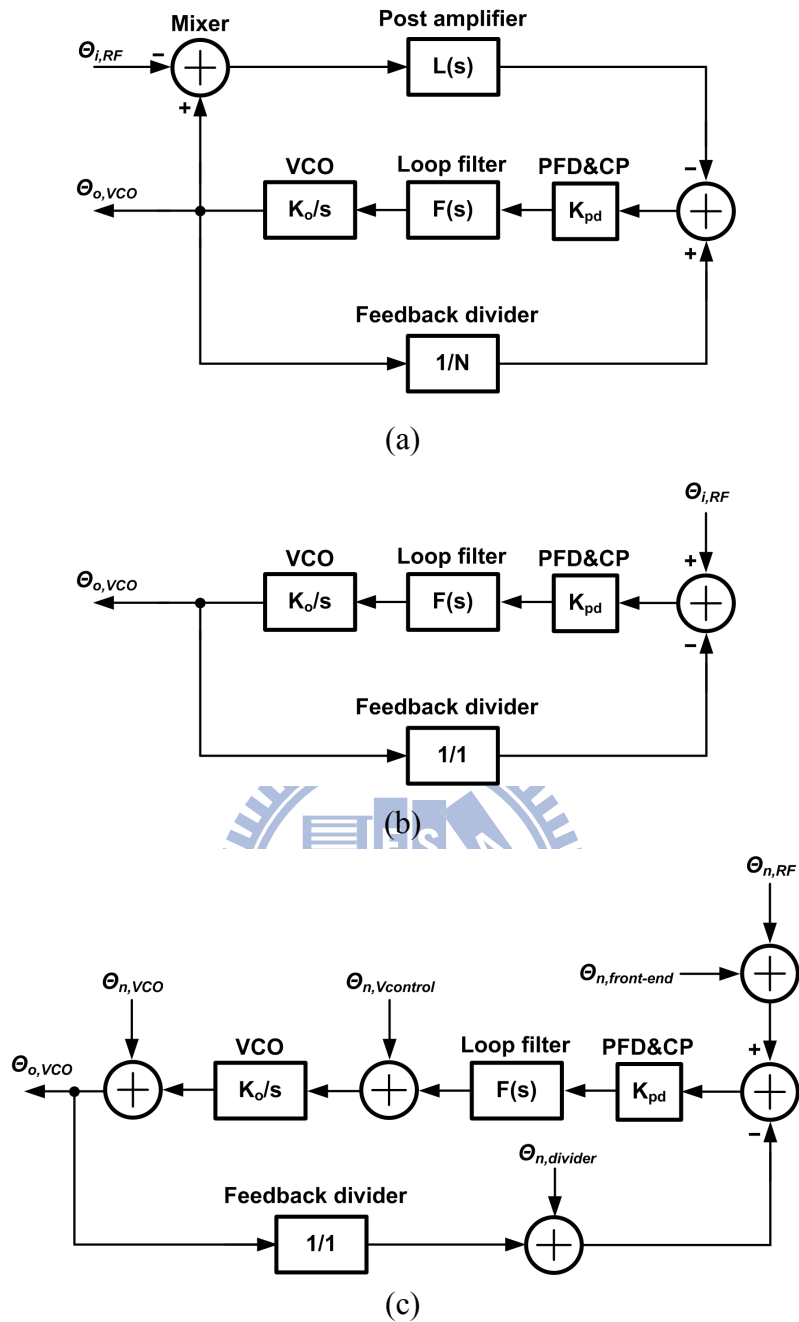 Mixer
Post amplifier
Θi,RF
−
+
L(s)
VCO
Loop filter
PFD&CP
−
Θo,VCO
Ko/s
F(s)
Kpd
+
Feedback divider
1/N
(a)
Θi,RF
VCO
Loop filter
PFD&CP
+
Θo,VCO
Ko/s
F(s)
Kpd
−
Feedback divider
1/1
(b)
E S A
Θn,RF
Θn,VCO
Θn,Vcontrol
Θn,front-end
VCO
Loop filter
PFD&CP
+
Θo,VCO
Ko/s
F(s)
Kpd
−
Θn,divider
Feedback divider
1/1
(c)